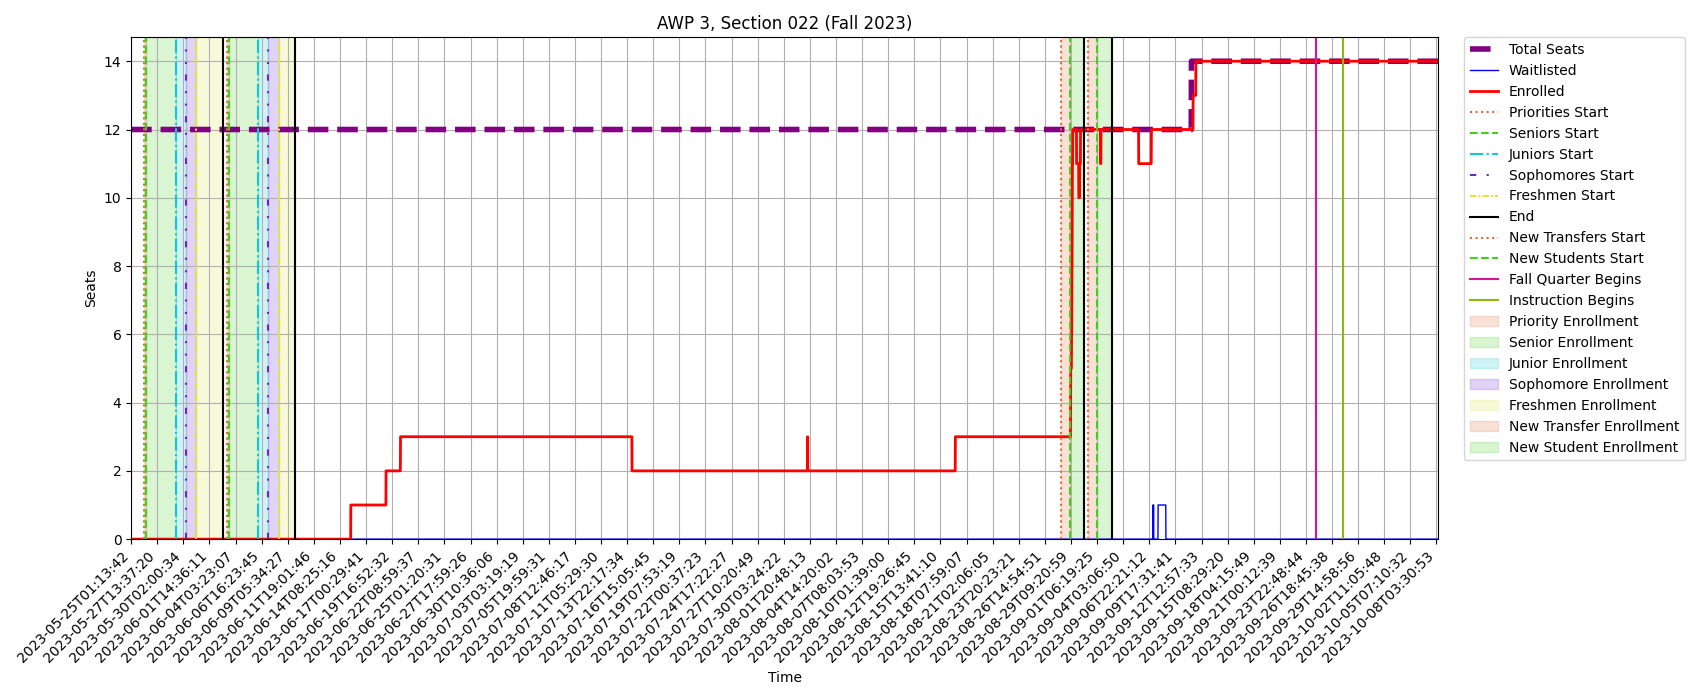 AWP 3, Section 022 (Fall 2023)
Seats
14
12
10
8
6
4
2
0
2023-05-25T01:13:42
2023-05-27T13:37:20
2023-05-30T02:00:34
2023-06-01T14:36:11
2023-06-04T03:23:07
2023-06-06T16:23:45
2023-06-09T05:34:27
2023-06-11T19:01:46
2023-06-14T08:25:16
2023-06-17T00:29:41
2023-06-19T16:52:32
2023-06-22T08:59:37
2023-06-25T01:20:31
2023-06-27T17:59:26
2023-06-30T10:36:06
2023-07-03T03:19:19
2023-07-05T19:59:31
2023-07-08T12:46:17
2023-07-11T05:29:30
2023-07-13T22:17:34
2023-07-16T15:05:45
2023-07-19T07:53:19
2023-07-22T00:37:23
2023-07-24T17:22:27
2023-07-27T10:20:49
2023-07-30T03:24:22
2023-08-01T20:48:13
2023-08-04T14:20:02
2023-08-07T08:03:53
2023-08-10T01:39:00
2023-08-12T19:26:45
2023-08-15T13:41:10
2023-08-18T07:59:07
2023-08-21T02:06:05
2023-08-23T20:23:21
2023-08-26T14:54:51
2023-08-29T09:20:59
2023-09-01T06:19:25
2023-09-04T03:06:50
2023-09-06T22:21:12
2023-09-09T17:31:41
2023-09-12T12:57:33
2023-09-15T08:29:20
2023-09-18T04:15:49
2023-09-21T00:12:39
2023-09-23T22:48:44
2023-09-26T18:45:38
2023-09-29T14:58:56
2023-10-02T11:05:48
2023-10-05T07:10:32
2023-10-08T03:30:53
Time
Total Seats
Waitlisted
Enrolled
Priorities Start
Seniors Start
Juniors Start
Sophomores Start
Freshmen Start
End
New Transfers Start
New Students Start
Fall Quarter Begins
Instruction Begins
Priority Enrollment
Senior Enrollment
Junior Enrollment
Sophomore Enrollment
Freshmen Enrollment
New Transfer Enrollment
New Student Enrollment